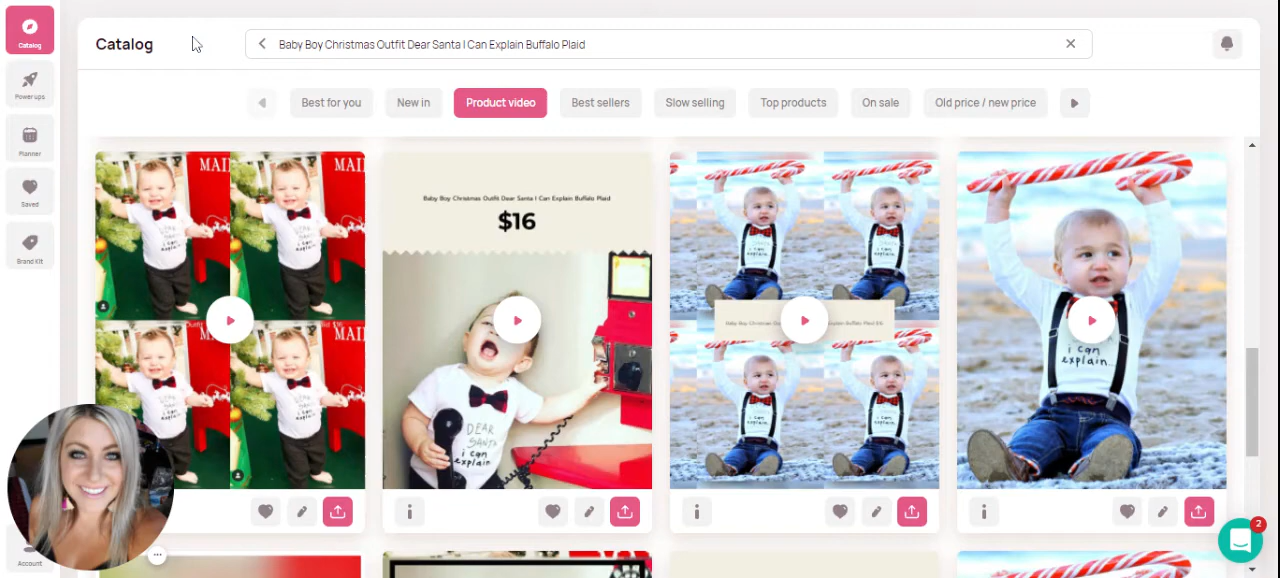 Catalog
Power ups
Planner
Saved
Brand Kit
Account
Catalog
Baby Boy Christmas Outfit Dear Santa I Can Explain Buffalo Plaid
Best for you
New in
Product video
Best sellers
Slow selling
Top products
On sale
Old price / new price
MAIL
MAIL
Baby Boy Christmas Outfit Dear Santa I Can Explain Buffalo Plaid
$16
DEAR
SANTA
i can
explain...
i can
explain...
2